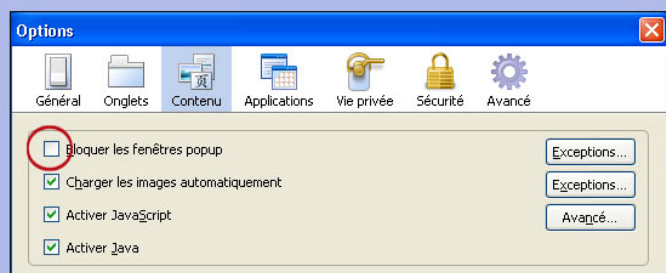 Options
Général Onglets Contenu Applications Vie privée Sécurité Avancé
Bloquer les fenêtres popup Exceptions...
Charger les images automatiquement Exceptions...
Activer JavaScript Avancé...
Activer Java